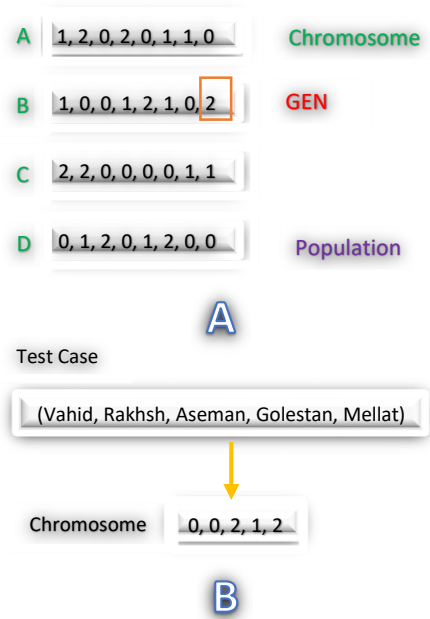 A 1, 2, 0, 2, 0, 1, 1, 0 Chromosome
B 1, 0, 0, 1, 2, 1, 0, 2 GEN
C 2, 2, 0, 0, 0, 0, 1, 1
D 0, 1, 2, 0, 1, 2, 0, 0 Population
A
Test Case
(Vahid, Rakhsh, Aseman, Golestan, Mellat)
Chromosome 0, 0, 2, 1, 2
B